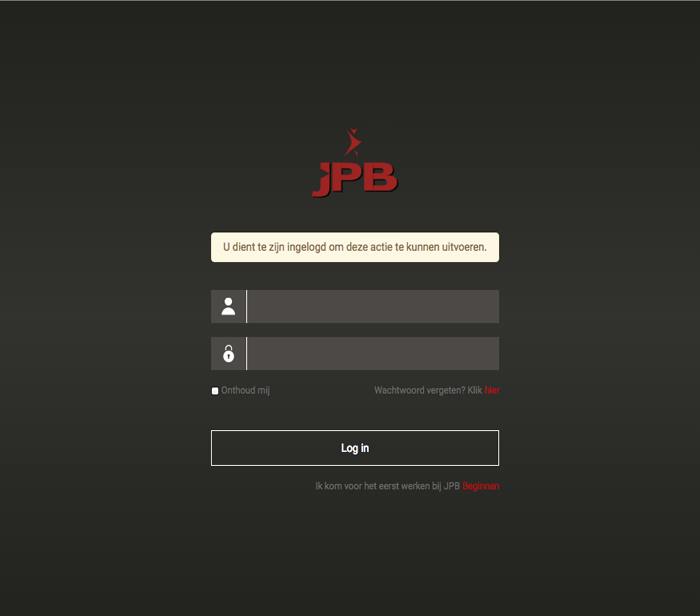 JPB
U dient te zijn ingelogd om deze actie te kunnen uitvoeren.
Onthoud mij
Wachtwoord vergeten? Klik hier
Log in
Ik kom voor het eerst werken bij JPB Beginnen